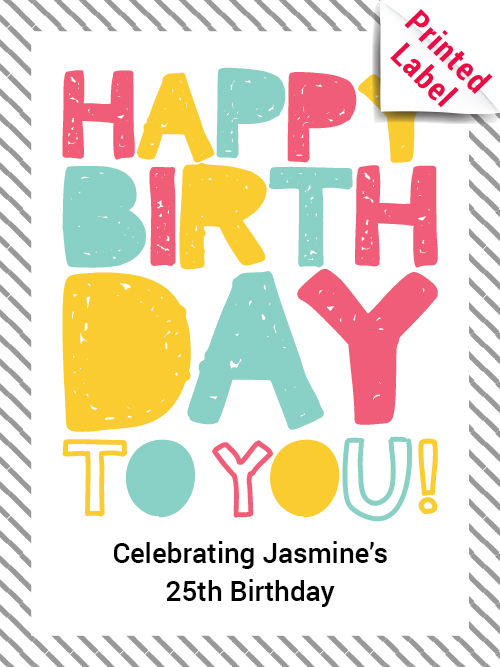 Printed
Label
HAPPY
BIRTH
DAY
TO YOU!
Celebrating Jasmine's
25th Birthday